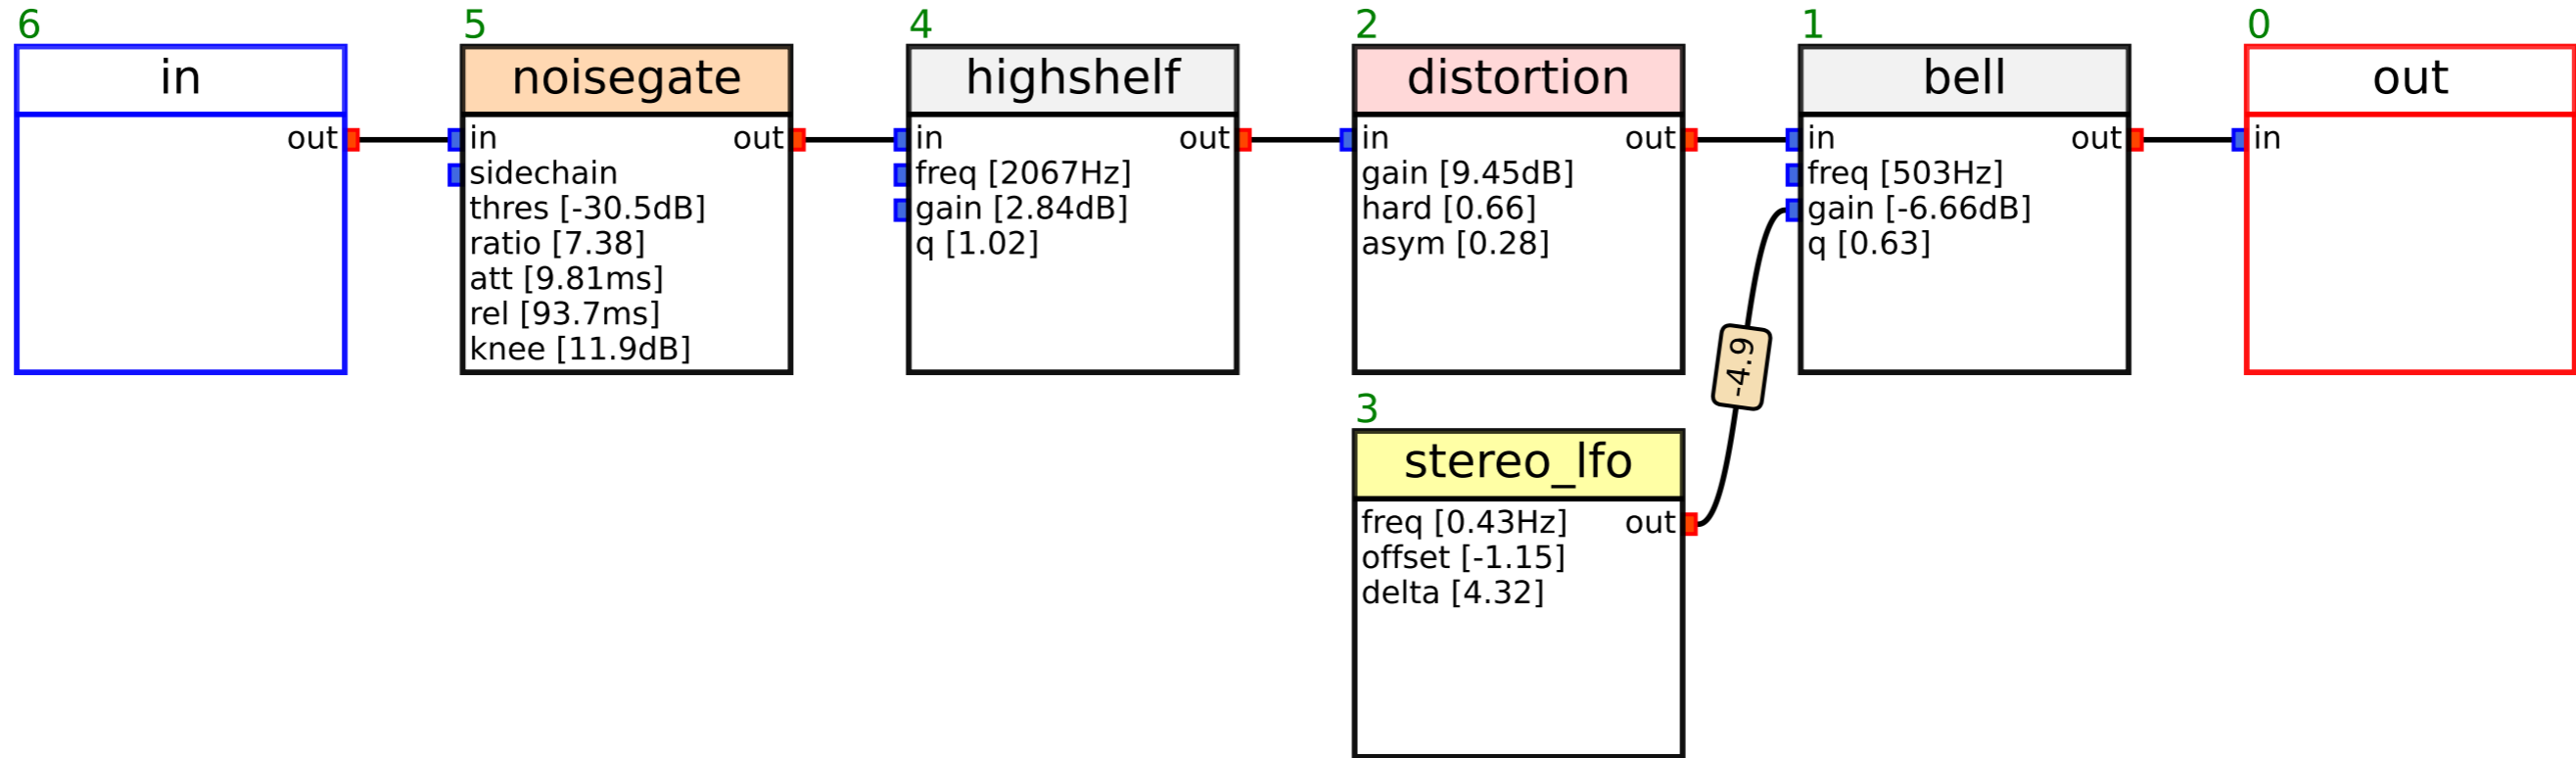 6
in
out
5
noisegate
in out
sidechain
thres [-30.5dB]
ratio [7.38]
att [9.81ms]
rel [93.7ms]
knee [11.9dB]
4
highshelf
in out
freq [2067Hz]
gain [2.84dB]
q [1.02]
2
distortion
in out
gain [9.45dB]
hard [0.66]
asym [0.28]
3
stereo_lfo
freq [0.43Hz] out
offset [-1.15]
delta [4.32]
-4.9
1
bell
in out
freq [503Hz]
gain [-6.66dB]
q [0.63]
0
out
in